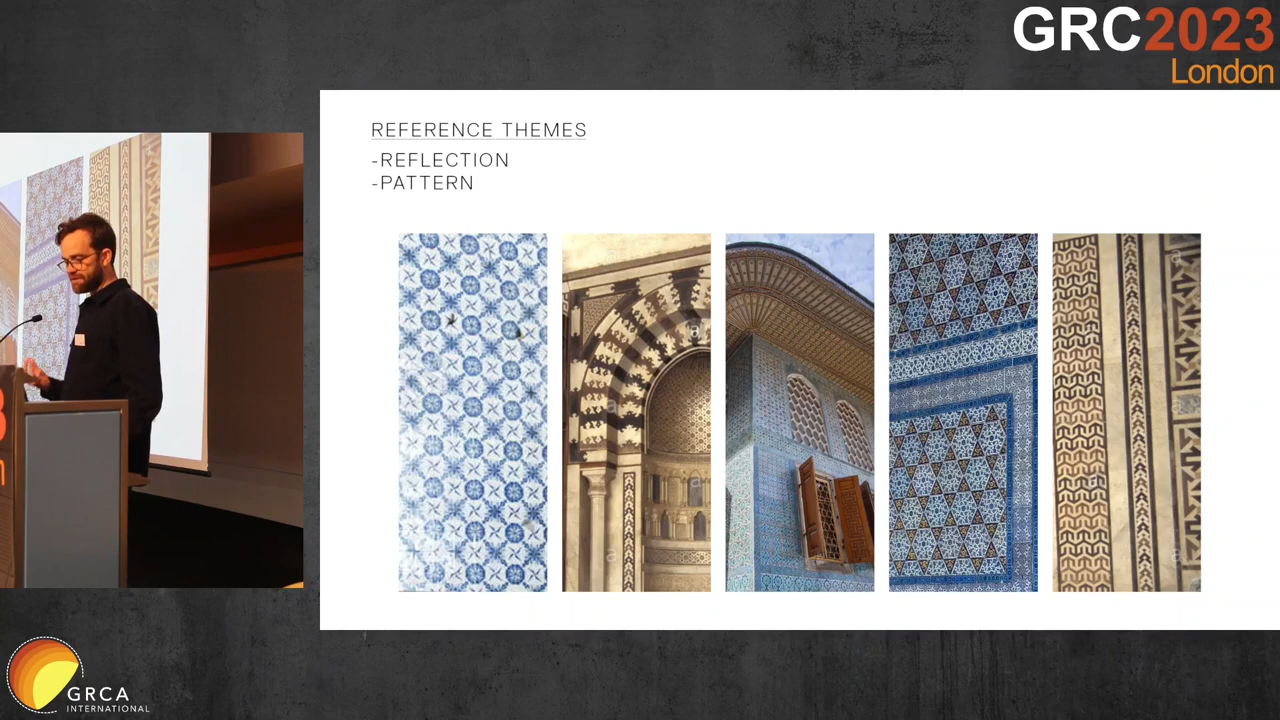 GRC2023
London
REFERENCE THEMES
-REFLECTION
-PATTERN
GRCA
INTERNATIONAL